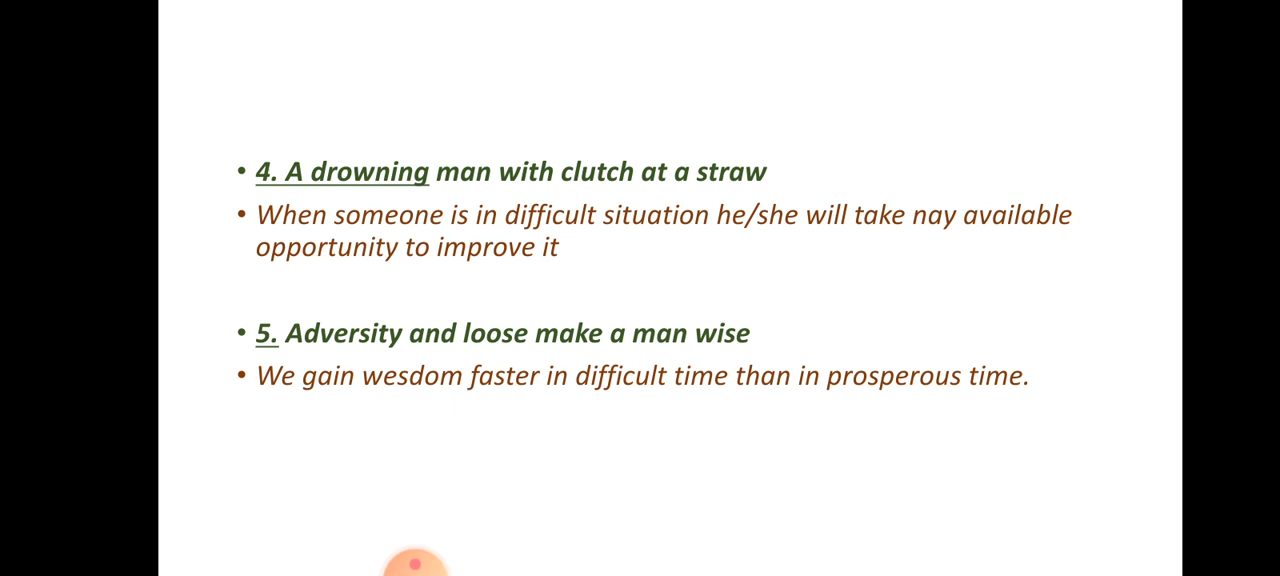 • 4. A drowning man with clutch at a straw
• When someone is in difficult situation he/she will take nay available
opportunity to improve it
• 5. Adversity and loose make a man wise
• We gain wesdom faster in difficult time than in prosperous time.